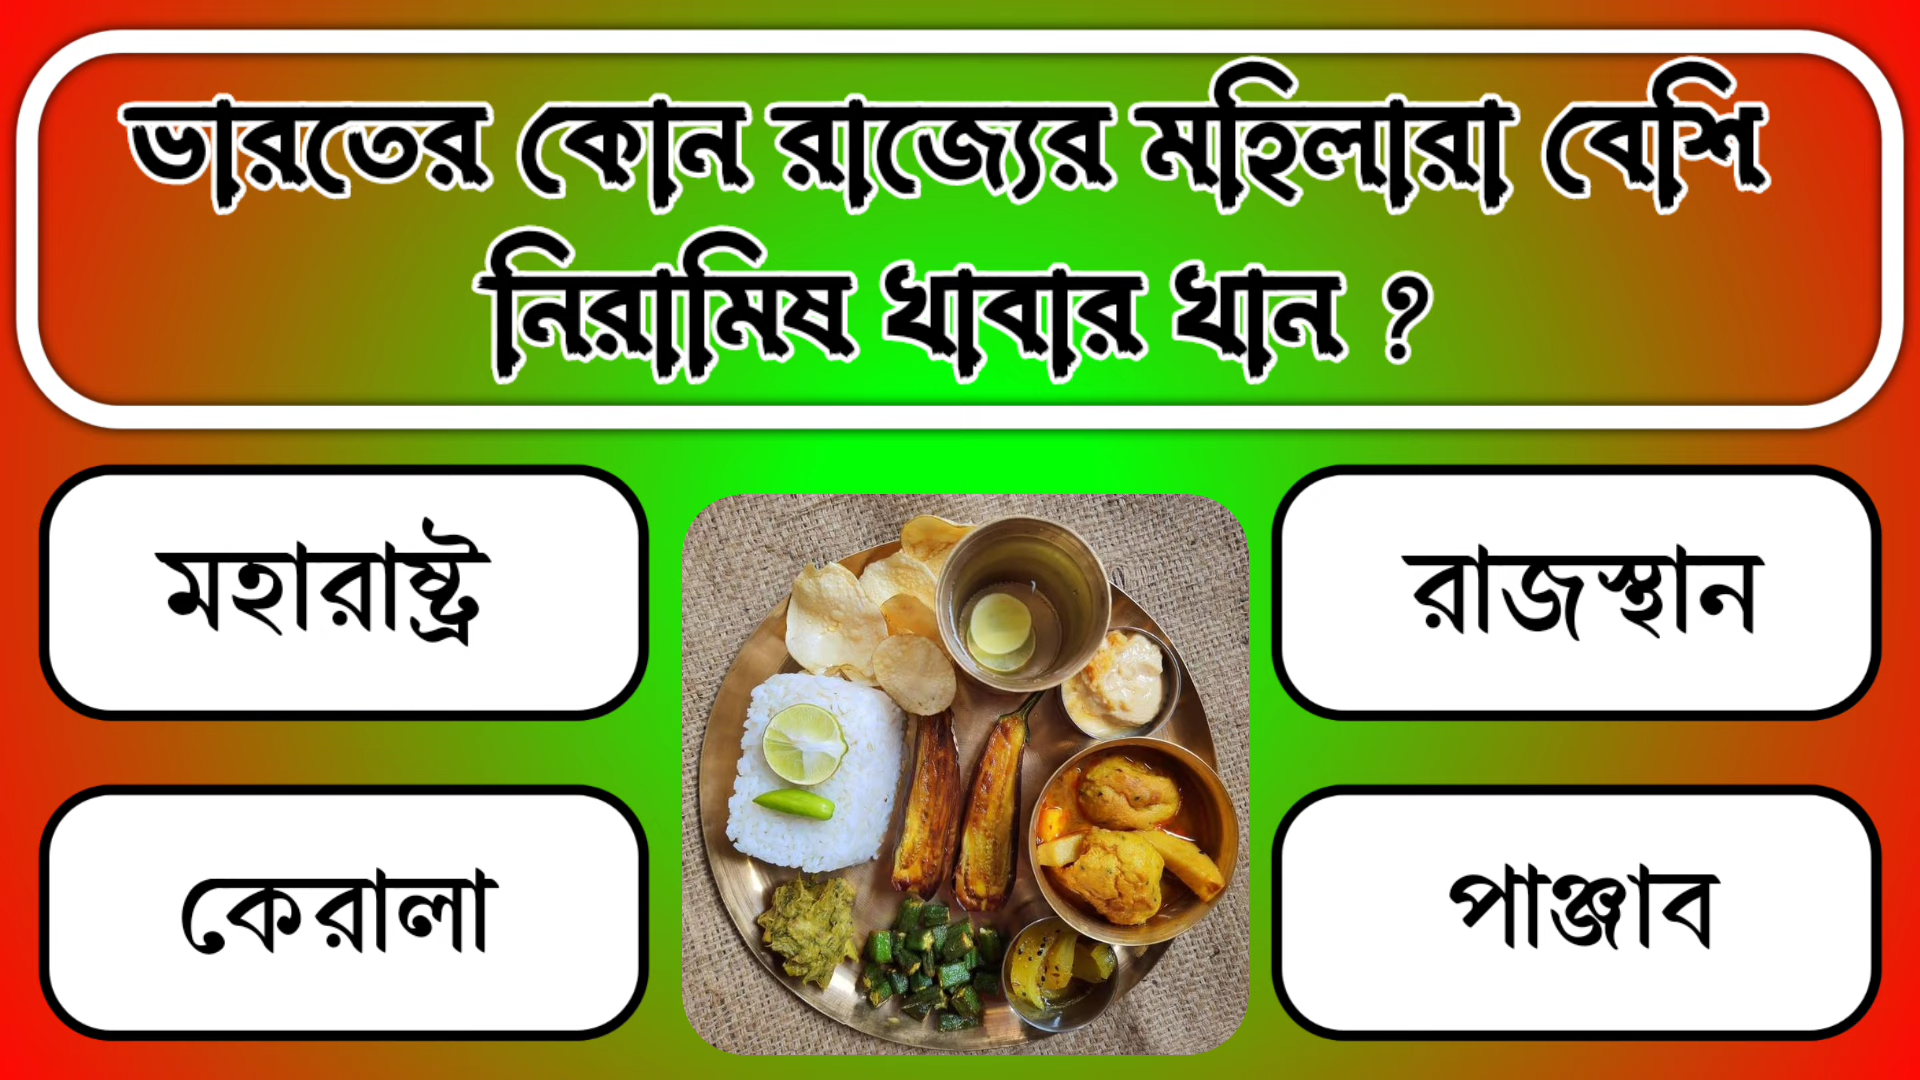 ভারতের কোন রাজ্যের মহিলারা বেশি
নিরামিষ খাবার খান ?
মহারাষ্ট্র
রাজস্থান
কেরালা
পাঞ্জাব